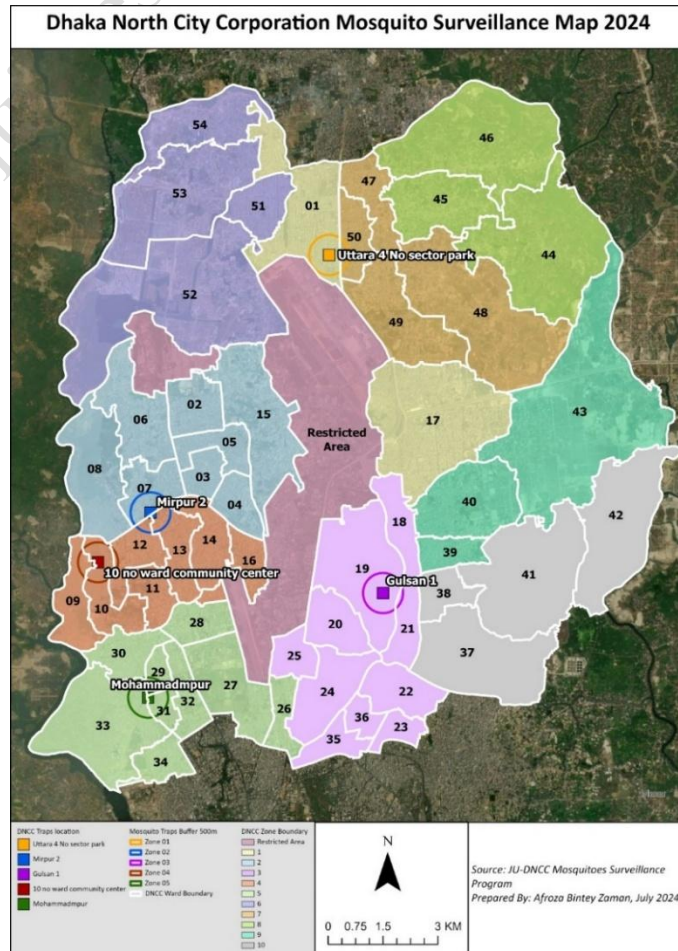 Dhaka North City Corporation Mosquito Surveillance Map 2024
54
46
47
53
45
51
01
50
44
Uttara 4 No sector park
52
49
48
43
02
06
15
17
05
Restricted
Area
08
03
07
04
Mirpur 2
40
18
42
12
14
13
39
10 no ward community center
16
19
41
Gulsan 1
09
10
11
38
20
21
28
30
25
37
29
27
Mohammadmpur
31
32
24
22
26
33
36
23
35
34
DNCC Traps location
Uttara 4 No sector park
Mirpur 2
Gulsan 1
10 no ward community center
Mohammadmpur
Mosquito Traps Buffer 500m
Zone 01
Zone 02
Zone 03
Zone 04
Zone 05
DNCC Ward Boundary
DNCC Zone Boundary
Restricted Area
1
2
3
4
5
6
7
8
9
10
N
0 0.75 1.5 3 KM
Source: JU-DNCC Mosquitoes Surveillance
Program
Prepared By: Afroza Bintey Zaman, July 2024